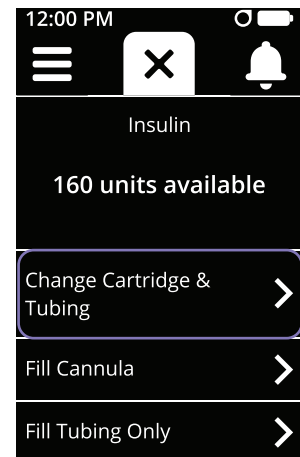 12:00 PM
Insulin
160 units available
Change Cartridge &
Tubing
Fill Cannula
Fill Tubing Only